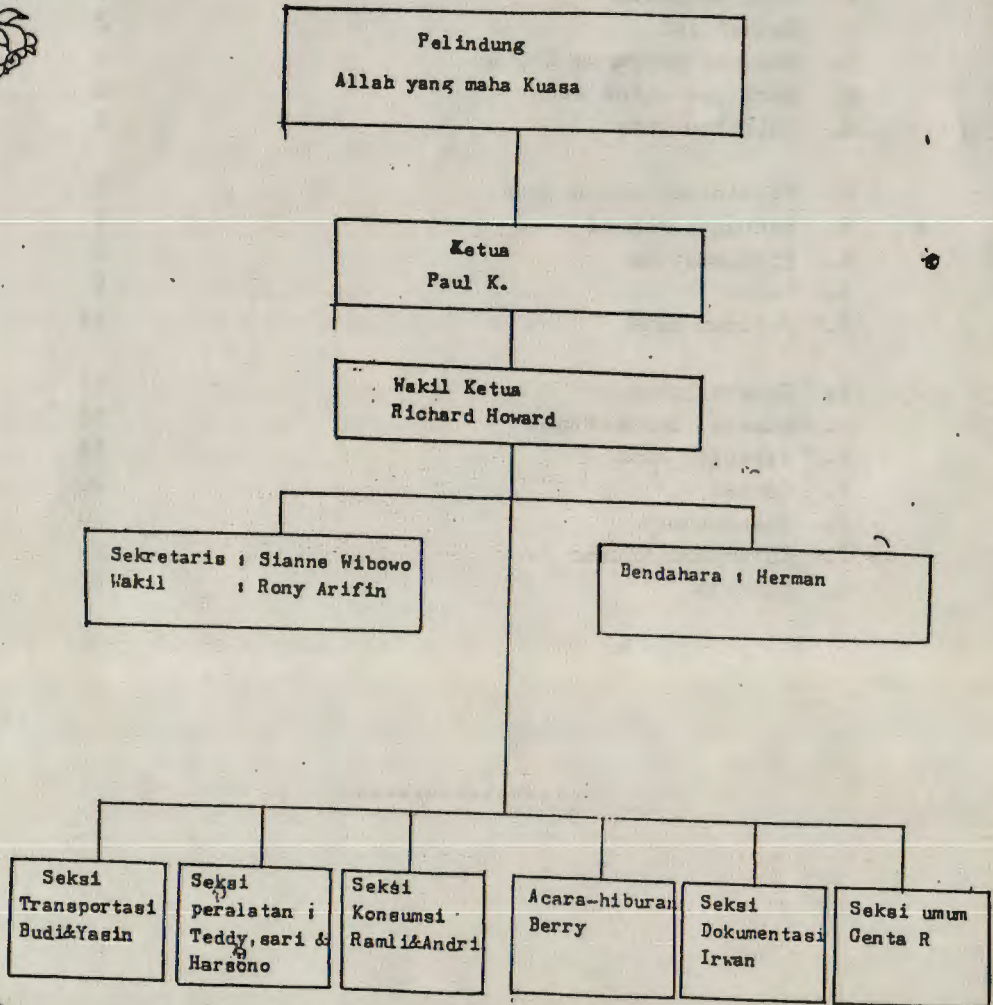 Pelindung
Allah yang maha Kuasa
Ketua
Paul K.
Wakil Ketua
Richard Howard
Sekretaris : Sianne Wibowo
Wakil : Rony Arifin
Bendahara : Herman
Seksi
Transportasi
Budi&Yasin
Seksi
peralatan ;
Teddy, sari &
Harsono
Seksi
Konsumsi
Ramli&Andri
Acara-hiburan
Berry
Seksi
Dokumentasi
Irwan
Seksi umum
Genta R